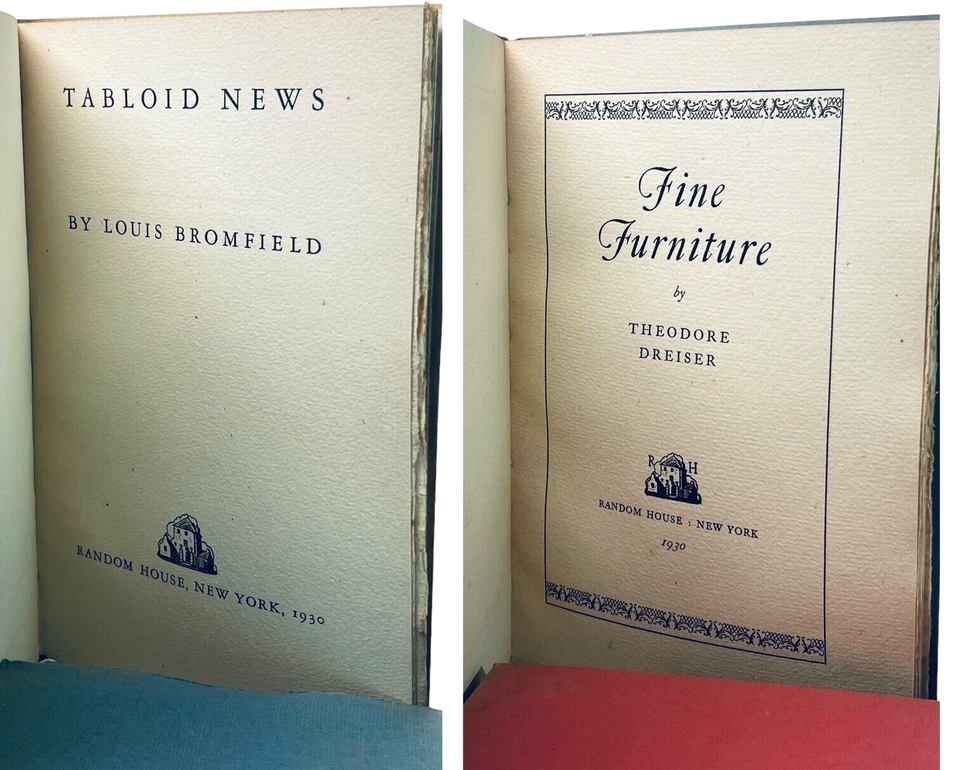 TABLOID NEWS
BY LOUIS BROMFIELD
RANDOM HOUSE, NEW YORK, 1930
Fine
Furniture
by
THEODORE
DREISER
R H
RANDOM HOUSE : NEW YORK
1930